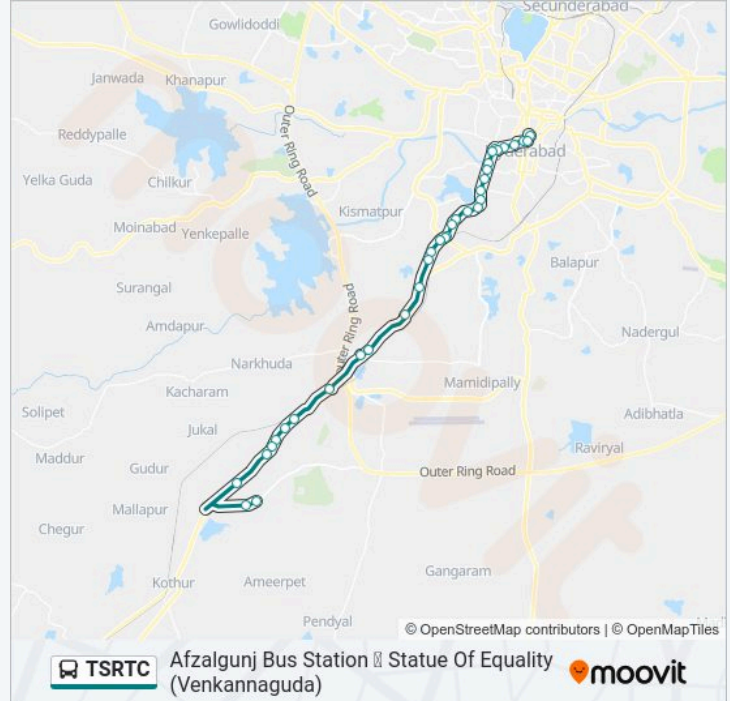 Secunderabad
Gowlidoddi
Janwada
Khanapur
Outer Ring Road
Reddypalle
Hyderabad
Yelka Guda
Chilkur
Kismatpur
Moinabad
Yenkepalle
Balapur
Surangal
Outer Ring Road
Amdapur
Nadergul
Narkhuda
Mamidipally
Kacharam
Solipet
Adibhatla
Jukal
Raviryal
Maddur
Gudur
Outer Ring Road
Mallapur
Chegur
Gangaram
Kothur
Ameerpet
Pendyal
© OpenStreetMap contributors | © OpenMapTiles
TSRTC
Afzalgunj Bus Station Statue Of Equality
(Venkannaguda)
moovit